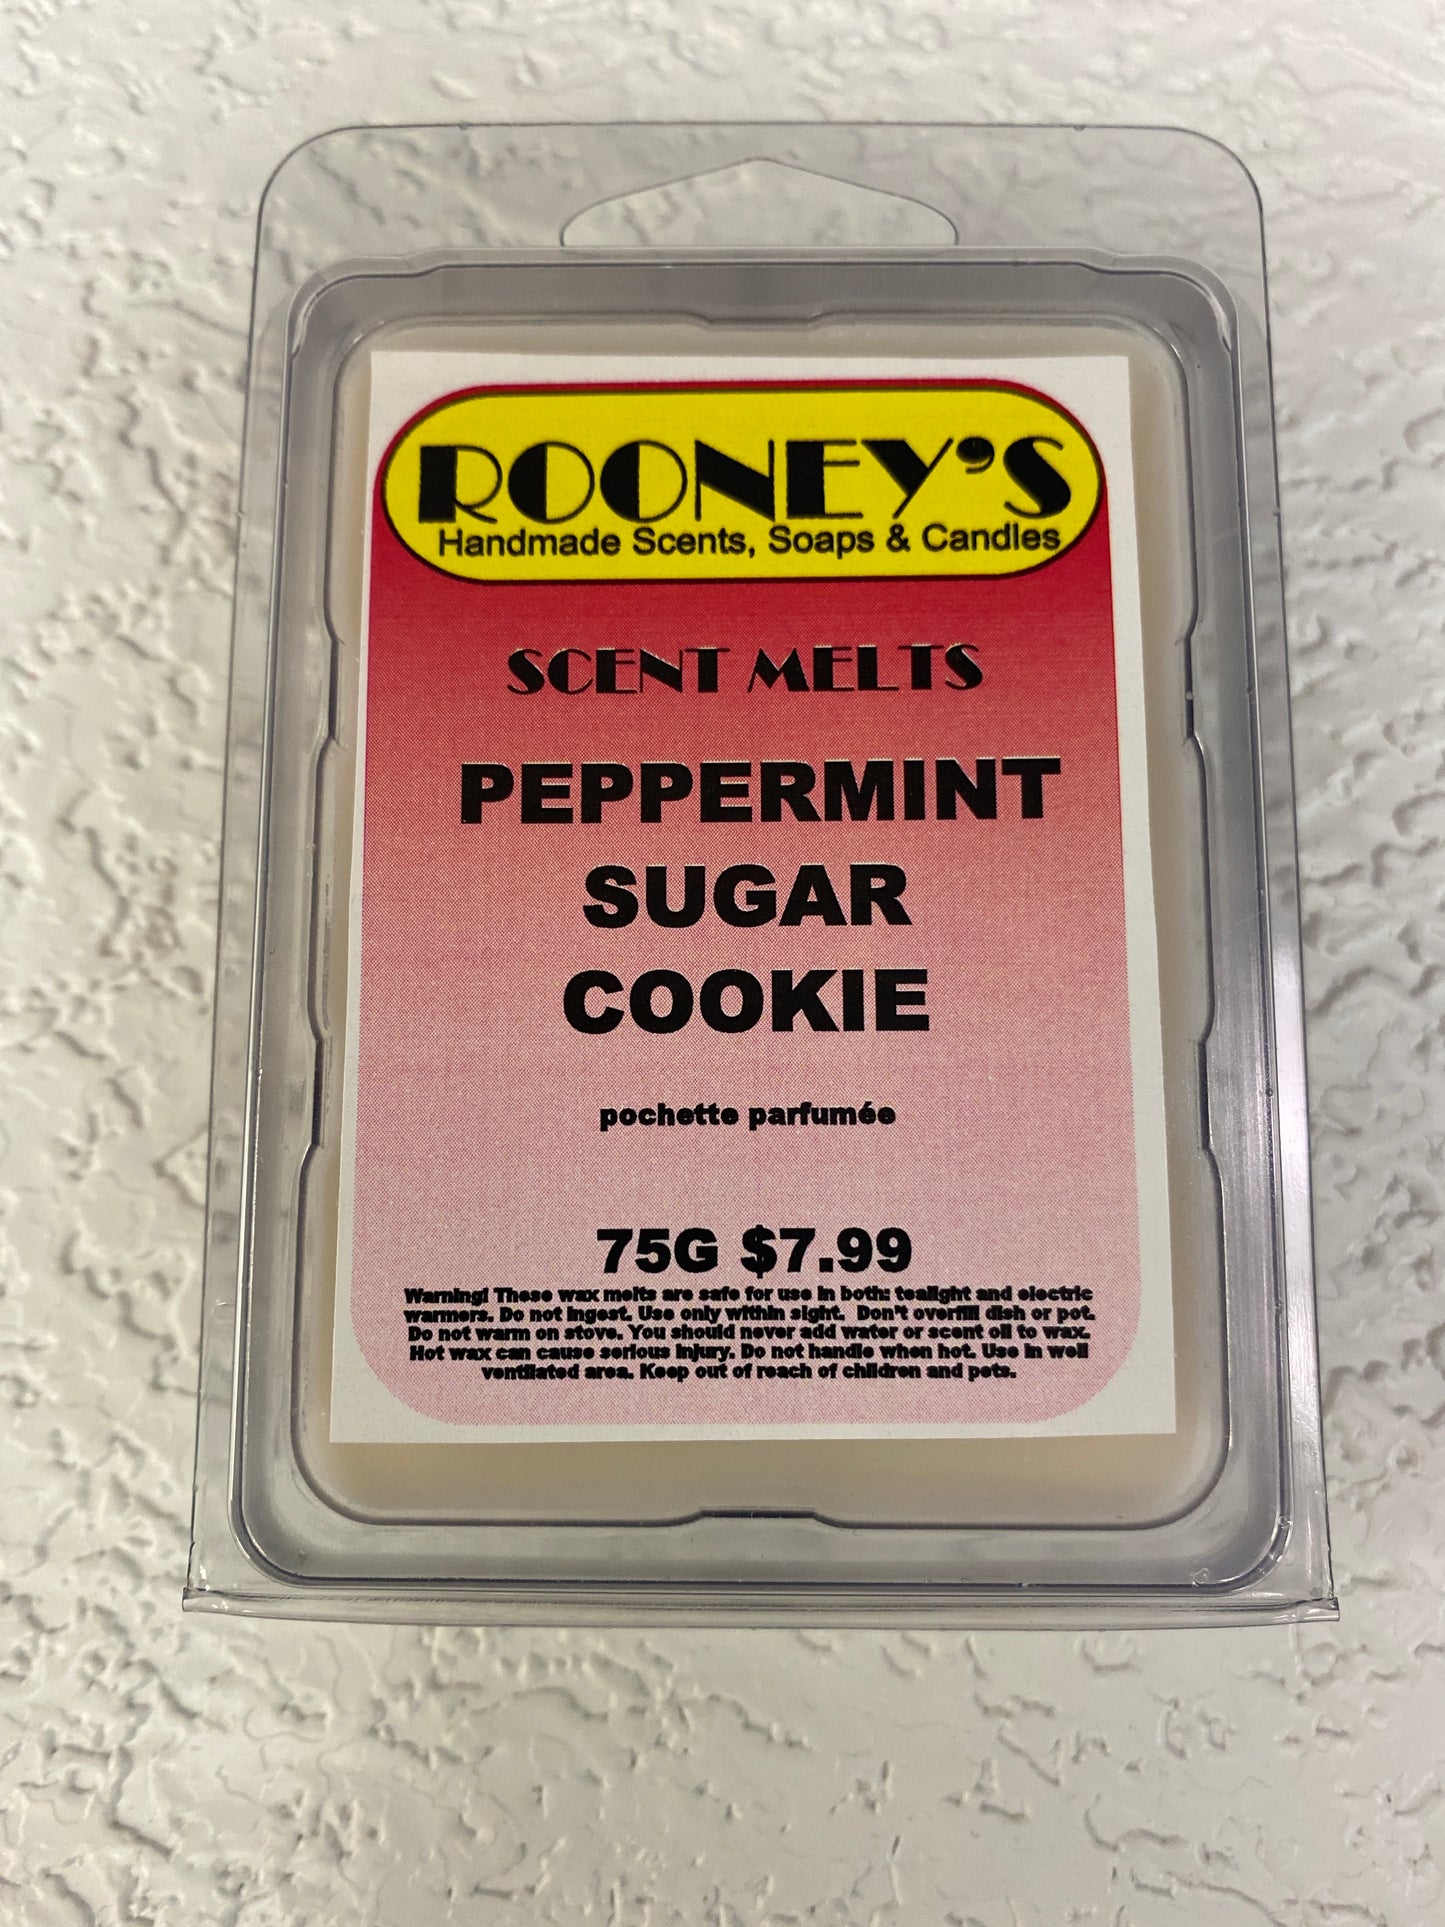 ROONEY'S
Handmade Scents, Soaps & Candles
SCENT MELTS
PEPPERMINT
SUGAR
COOKIE
pochette parfumée
75G $7.99
Warning! These wax melts are safe for use in both: tealight and electric
warmers. Do not ingest. Use only within sight. Don't overfill dish or pot.
Do not warm on stove. You should never add water or scent oil to wax.
Hot wax can cause serious injury. Do not handle when hot. Use in well
ventilated area. Keep out of reach of children and pets.